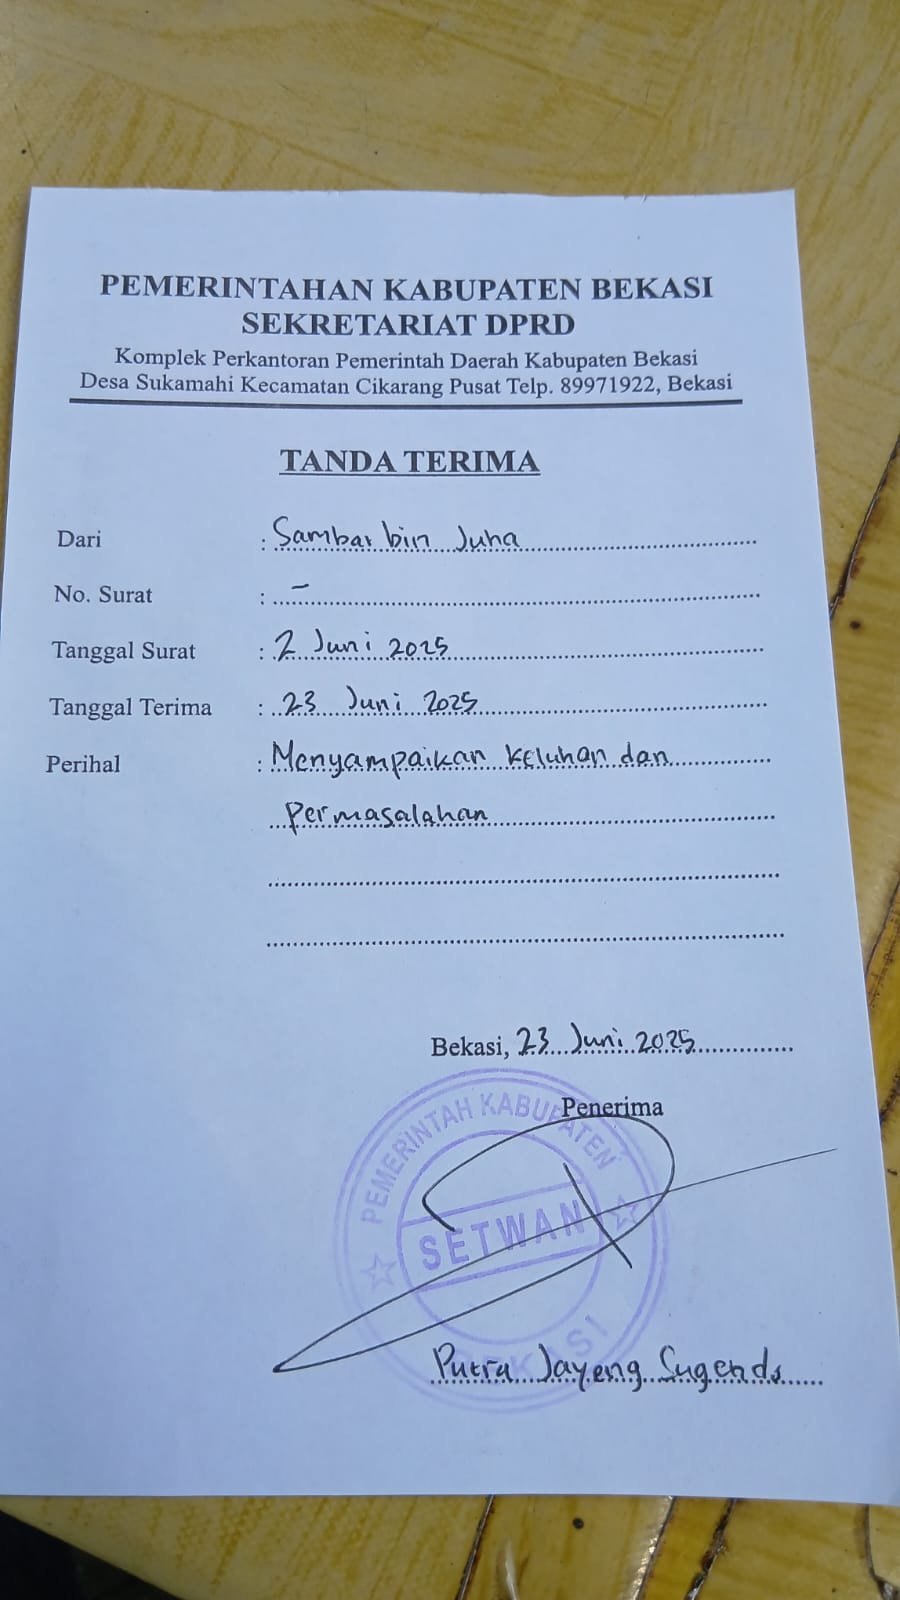 PEMERINTAHAN KABUPATEN BEKASI
SEKRETARIAT DPRD
Komplek Perkantoran Pemerintah Daerah Kabupaten Bekasi
Desa Sukamahi Kecamatan Cikarang Pusat Telp. 89971922, Bekasi
TANDA TERIMA
Dari : Sambar bin Juha
No. Surat : -
Tanggal Surat : 2 Juni 2025
Tanggal Terima : 23 Juni 2025
Perihal : Menyampaikan keluhan dan
Permasalahan
Bekasi, 23 Juni 2025
Penerima
PEMERINTAH KABUPATEN
SETWAN
BEKASI
Putra Jayeng Sugends